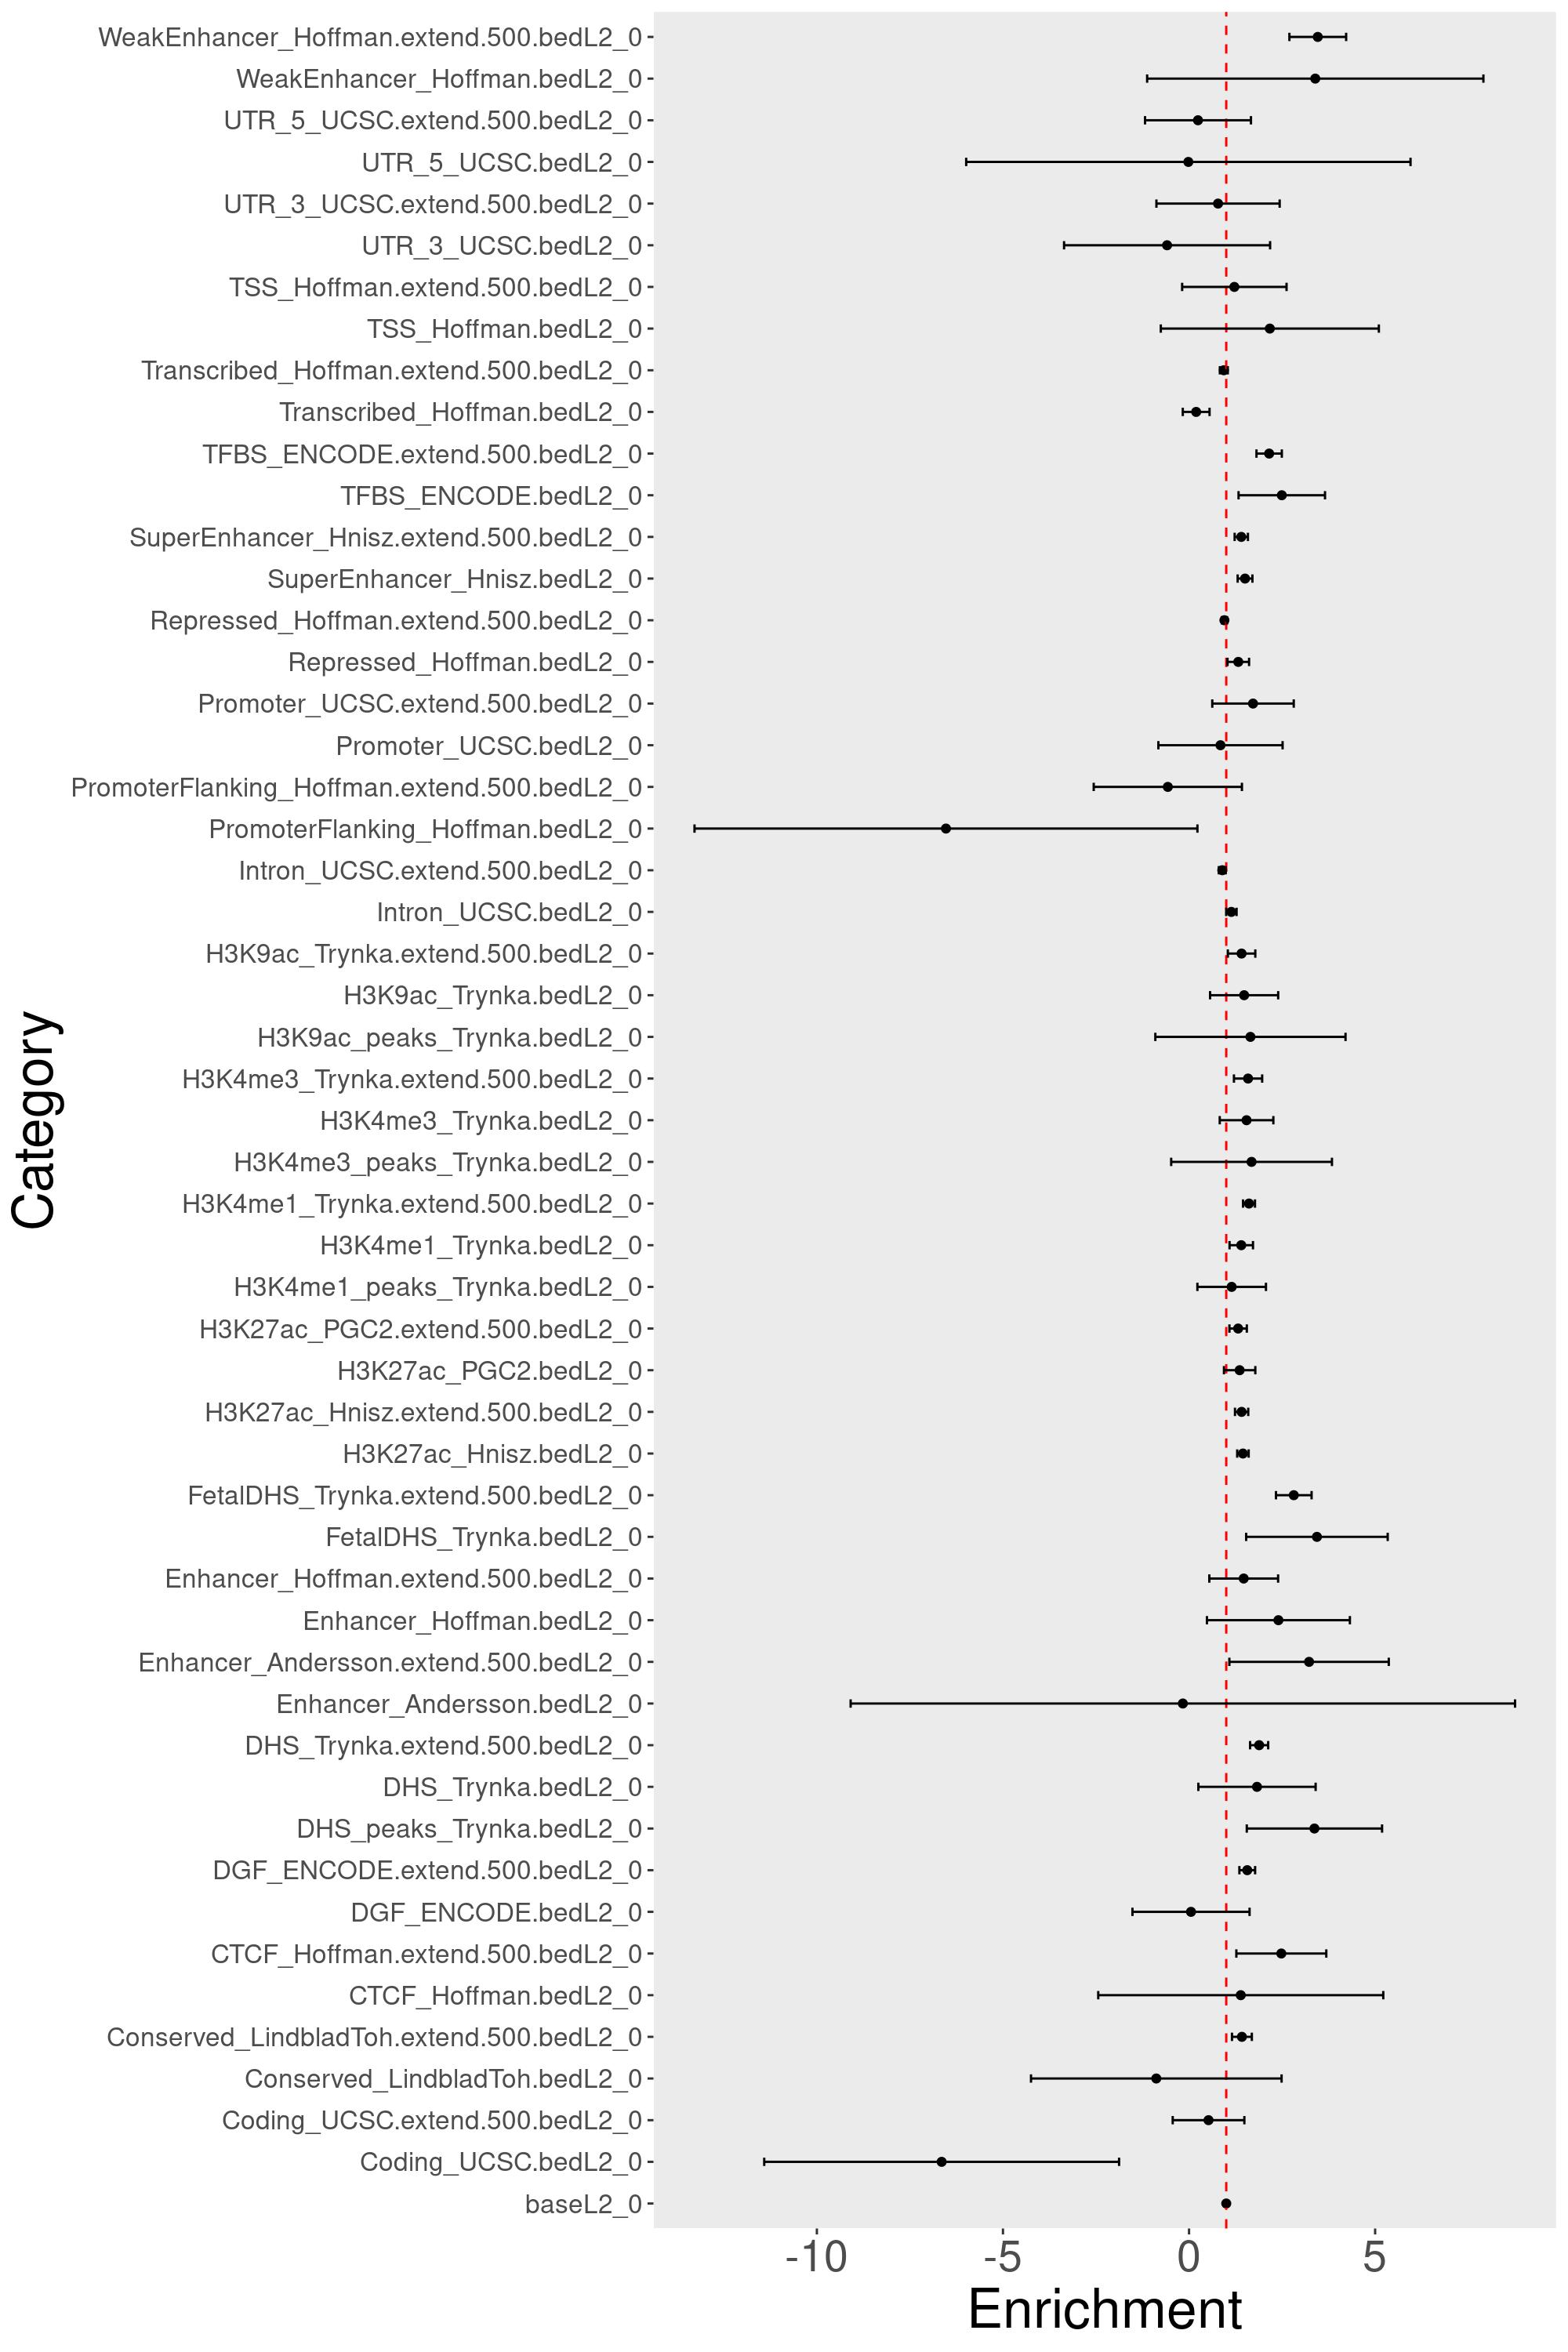 WeakEnhancer_Hoffman.extend.500.bedL2_0
WeakEnhancer_Hoffman.bedL2_0
UTR_5_UCSC.extend.500.bedL2_0
UTR_5_UCSC.bedL2_0
UTR_3_UCSC.extend.500.bedL2_0
UTR_3_UCSC.bedL2_0
TSS_Hoffman.extend.500.bedL2_0
TSS_Hoffman.bedL2_0
Transcribed_Hoffman.extend.500.bedL2_0
Transcribed_Hoffman.bedL2_0
TFBS_ENCODE.extend.500.bedL2_0
TFBS_ENCODE.bedL2_0
SuperEnhancer_Hnisz.extend.500.bedL2_0
SuperEnhancer_Hnisz.bedL2_0
Repressed_Hoffman.extend.500.bedL2_0
Repressed_Hoffman.bedL2_0
Promoter_UCSC.extend.500.bedL2_0
Promoter_UCSC.bedL2_0
PromoterFlanking_Hoffman.extend.500.bedL2_0
PromoterFlanking_Hoffman.bedL2_0
Intron_UCSC.extend.500.bedL2_0
Intron_UCSC.bedL2_0
H3K9ac_Trynka.extend.500.bedL2_0
H3K9ac_Trynka.bedL2_0
H3K9ac_peaks_Trynka.bedL2_0
H3K4me3_Trynka.extend.500.bedL2_0
H3K4me3_Trynka.bedL2_0
H3K4me3_peaks_Trynka.bedL2_0
H3K4me1_Trynka.extend.500.bedL2_0
H3K4me1_Trynka.bedL2_0
H3K4me1_peaks_Trynka.bedL2_0
H3K27ac_PGC2.extend.500.bedL2_0
H3K27ac_PGC2.bedL2_0
H3K27ac_Hnisz.extend.500.bedL2_0
H3K27ac_Hnisz.bedL2_0
FetalDHS_Trynka.extend.500.bedL2_0
FetalDHS_Trynka.bedL2_0
Enhancer_Hoffman.extend.500.bedL2_0
Enhancer_Hoffman.bedL2_0
Enhancer_Andersson.extend.500.bedL2_0
Enhancer_Andersson.bedL2_0
DHS_Trynka.extend.500.bedL2_0
DHS_Trynka.bedL2_0
DHS_peaks_Trynka.bedL2_0
DGF_ENCODE.extend.500.bedL2_0
DGF_ENCODE.bedL2_0
CTCF_Hoffman.extend.500.bedL2_0
CTCF_Hoffman.bedL2_0
Conserved_LindbladToh.extend.500.bedL2_0
Conserved_LindbladToh.bedL2_0
Coding_UCSC.extend.500.bedL2_0
Coding_UCSC.bedL2_0
baseL2_0
Category
-10 -5 0 5
Enrichment